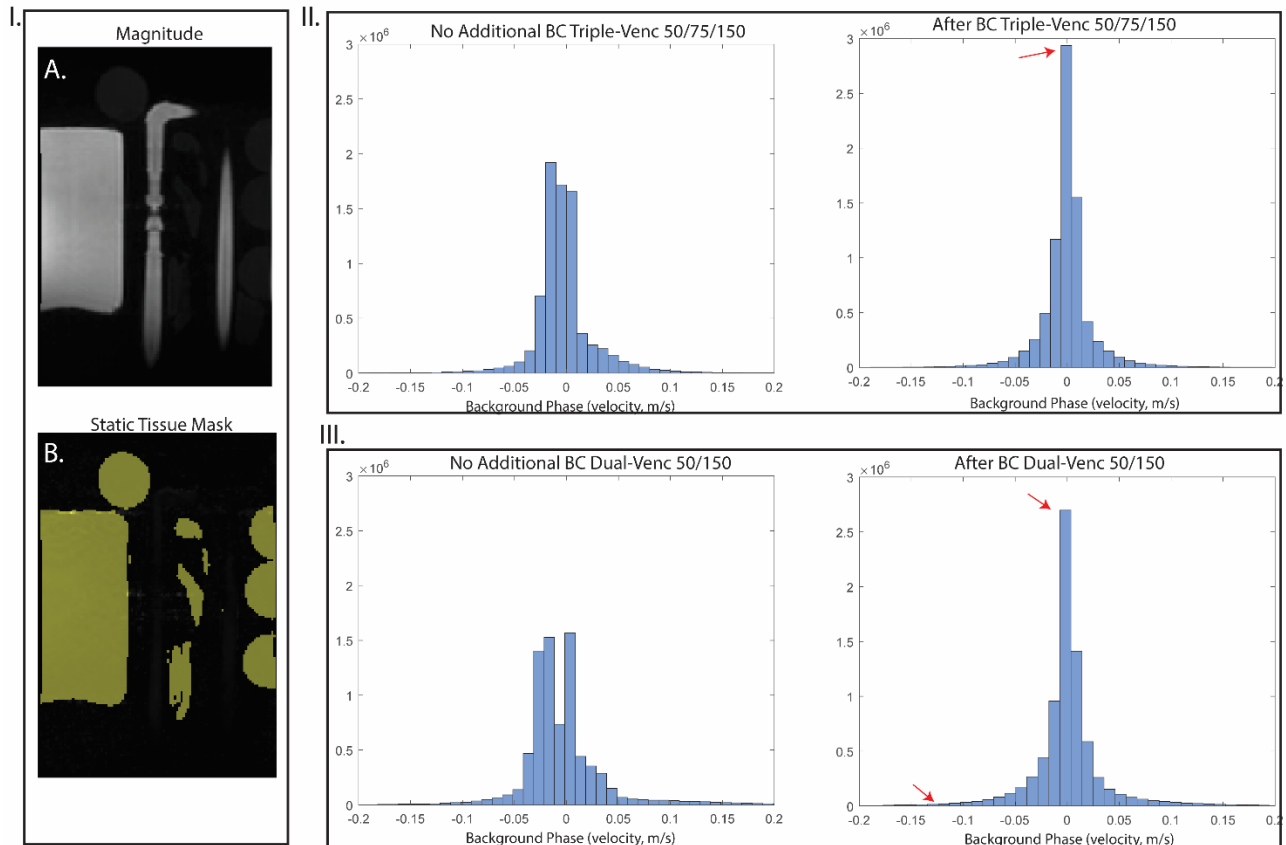 I.
Magnitude
A.
Static Tissue Mask
B.
II.
No Additional BC Triple-Venc 50/75/150
×10⁶
3
2.5
2
1.5
1
0.5
0
-0.2 -0.15 -0.1 -0.05 0 0.05 0.1 0.15 0.2
Background Phase (velocity, m/s)
After BC Triple-Venc 50/75/150
×10⁶
3
2.5
2
1.5
1
0.5
0
-0.2 -0.15 -0.1 -0.05 0 0.05 0.1 0.15 0.2
Background Phase (velocity, m/s)
III.
No Additional BC Dual-Venc 50/150
×10⁶
3
2.5
2
1.5
1
0.5
0
-0.2 -0.15 -0.1 -0.05 0 0.05 0.1 0.15 0.2
Background Phase (velocity, m/s)
After BC Dual-Venc 50/150
×10⁶
3
2.5
2
1.5
1
0.5
0
-0.2 -0.15 -0.1 -0.05 0 0.05 0.1 0.15 0.2
Background Phase (velocity, m/s)